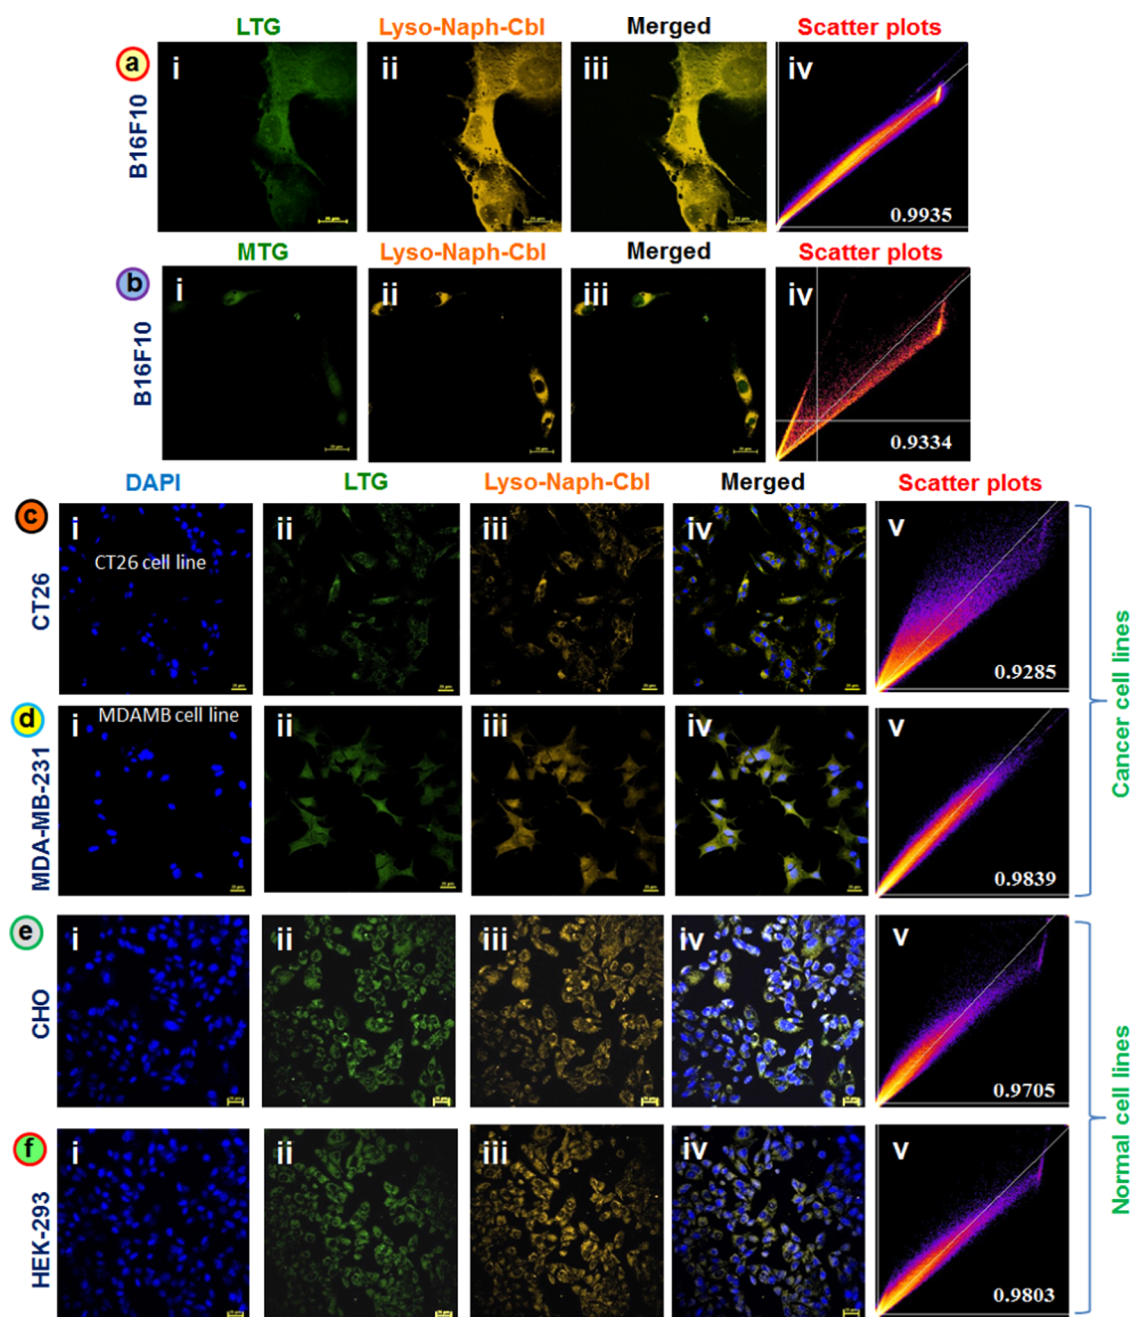 LTG Lyso-Naph-Cbl Merged Scatter plots
a i ii iii iv
B16F10
0.9935
MTG Lyso-Naph-Cbl Merged Scatter plots
b i ii iii iv
B16F10
0.9334
DAPI LTG Lyso-Naph-Cbl Merged Scatter plots
c i ii iii iv v
CT26 cell line
CT26
0.9285
d i ii iii iv v
MDAMB cell line
MDA-MB-231
0.9839
Cancer cell lines
e i ii iii iv v
CHO
0.9705
f i ii iii iv v
HEK-293
0.9803
Normal cell lines